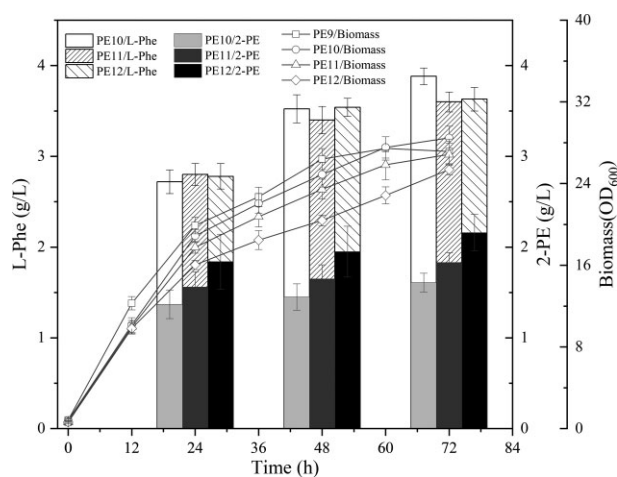 PE10/L-Phe PE10/2-PE PE9/Biomass
PE11/L-Phe PE11/2-PE PE10/Biomass
PE12/L-Phe PE12/2-PE PE11/Biomass
PE12/Biomass
L-Phe (g/L)
4
3
2
1
0
2-PE (g/L)
4
3
2
1
0
Biomass(OD600)
40
32
24
16
8
0
0 12 24 36 48 60 72 84
Time (h)